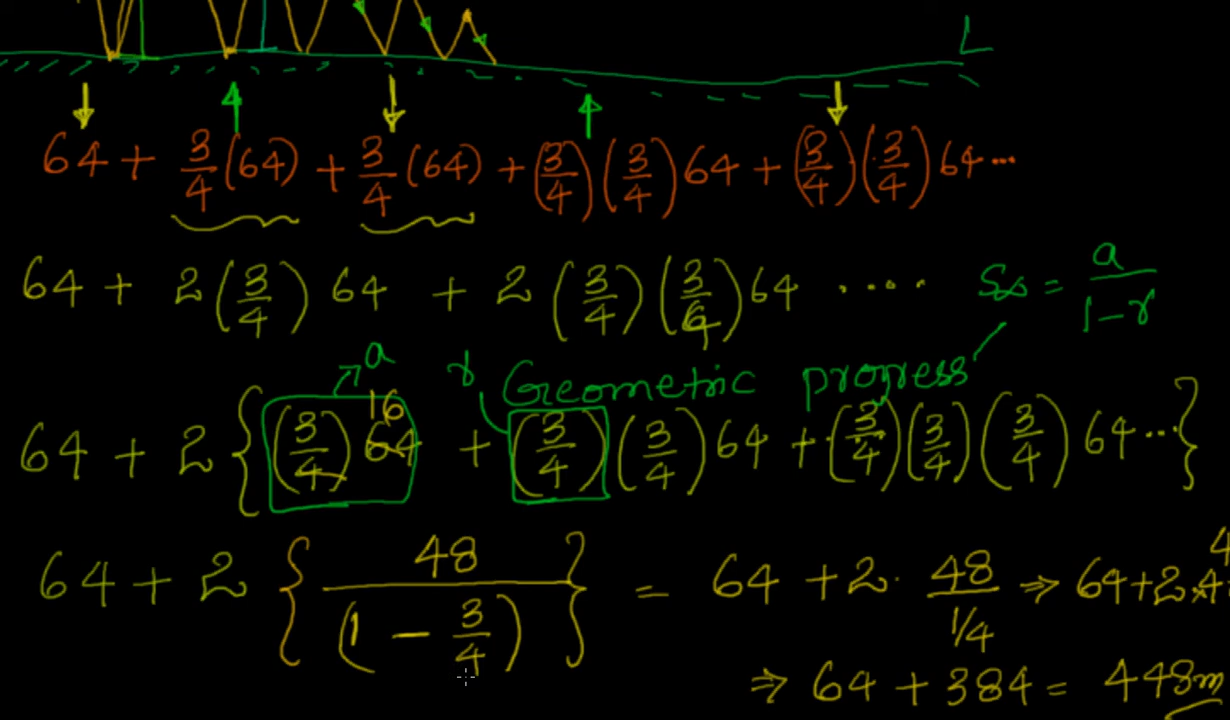 L
64 + 3/4 (64) + 3/4 (64) + (3/4)(3/4) 64 + (3/4)(3/4) 64 ...
64 + 2(3/4) 64 + 2(3/4)(3/4) 64 .... S∞ = a/(1-r)
a r Geometric progress
64 + 2{(3/4) 64 16 + (3/4)(3/4) 64 + (3/4)(3/4)(3/4) 64 ...}
64 + 2 {48/(1 - 3/4)} = 64 + 2 · 48/(1/4) ⇒ 64 + 2 × 4
⇒ 64 + 384 = 448m